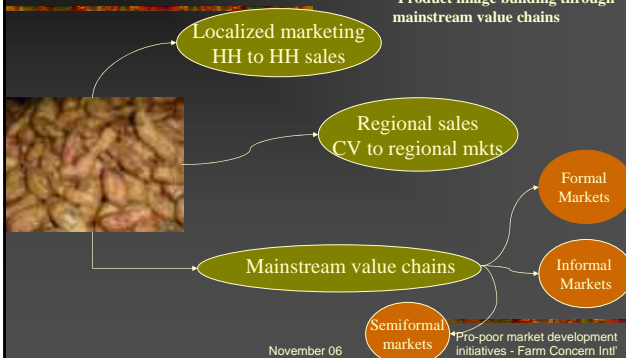 Product image building through
mainstream value chains
Localized marketing
HH to HH sales
Regional sales
CV to regional mkts
Formal
Markets
Mainstream value chains
Informal
Markets
Semiformal
markets
November 06
Pro-poor market development
initiatives - Farm Concern Intl'